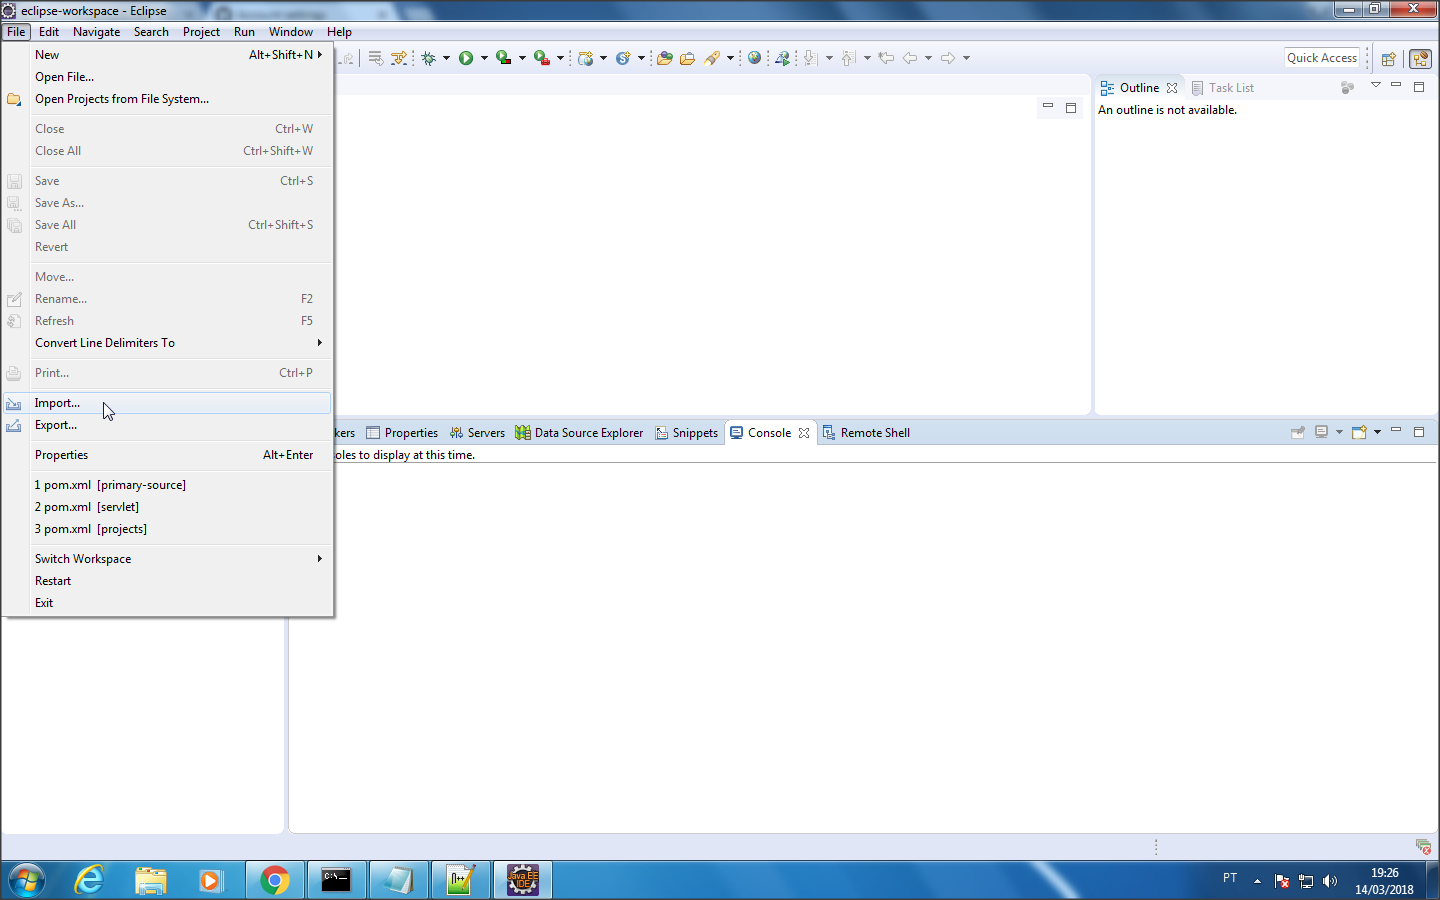 eclipse-workspace - Eclipse
File Edit Navigate Search Project Run Window Help
New Alt+Shift+N
Open File...
Open Projects from File System...
Close Ctrl+W
Close All Ctrl+Shift+W
Save Ctrl+S
Save As...
Save All Ctrl+Shift+S
Revert
Move...
Rename... F2
Refresh F5
Convert Line Delimiters To
Print... Ctrl+P
Import...
Export...
Properties Alt+Enter
1 pom.xml [primary-source]
2 pom.xml [servlet]
3 pom.xml [projects]
Switch Workspace
Restart
Exit
Quick Access
Outline Task List
An outline is not available.
kers Properties Servers Data Source Explorer Snippets Console Remote Shell
oles to display at this time.
C:\_
Java EE
IDE
PT
19:26
14/03/2018